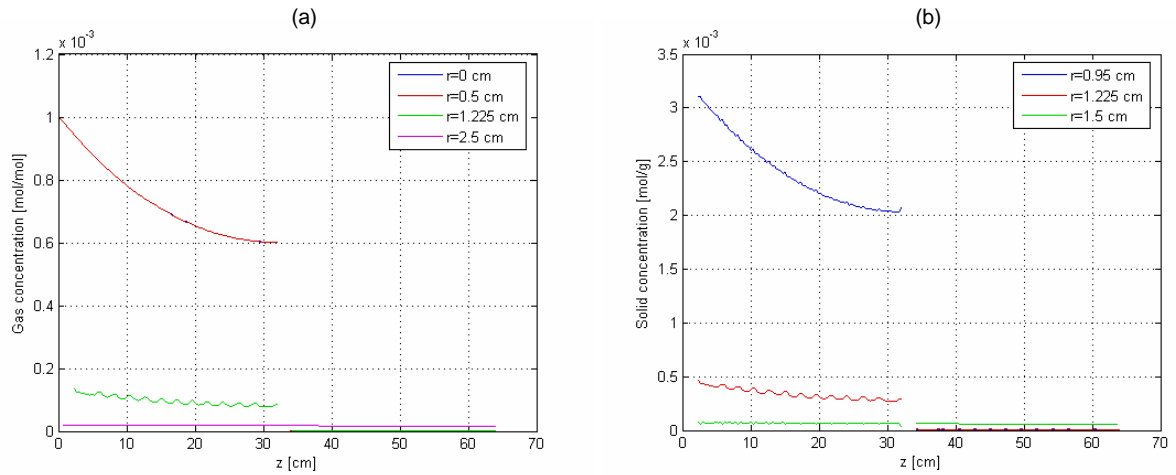 (a)
x 10^-3
1.2
1
0.8
0.6
0.4
0.2
0
Gas concentration [mol/mol]
r=0 cm
r=0.5 cm
r=1.225 cm
r=2.5 cm
0 10 20 30 40 50 60 70
z [cm]
(b)
x 10^-3
3.5
3
2.5
2
1.5
1
0.5
0
Solid concentration [mol/g]
r=0.95 cm
r=1.225 cm
r=1.5 cm
0 10 20 30 40 50 60 70
z [cm]